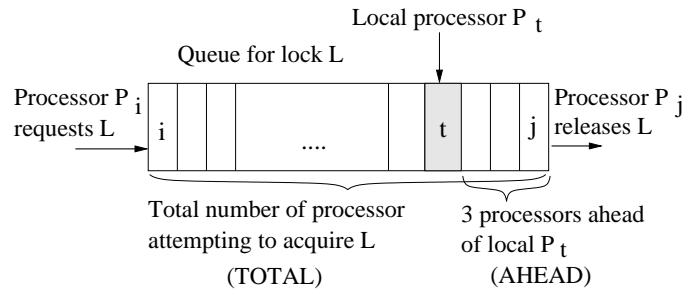 Local processor P t
Queue for lock L
Processor P i
requests L
Processor P j
releases L
i
....
t
j
Total number of processor
attempting to acquire L
(TOTAL)
3 processors ahead
of local P t
(AHEAD)